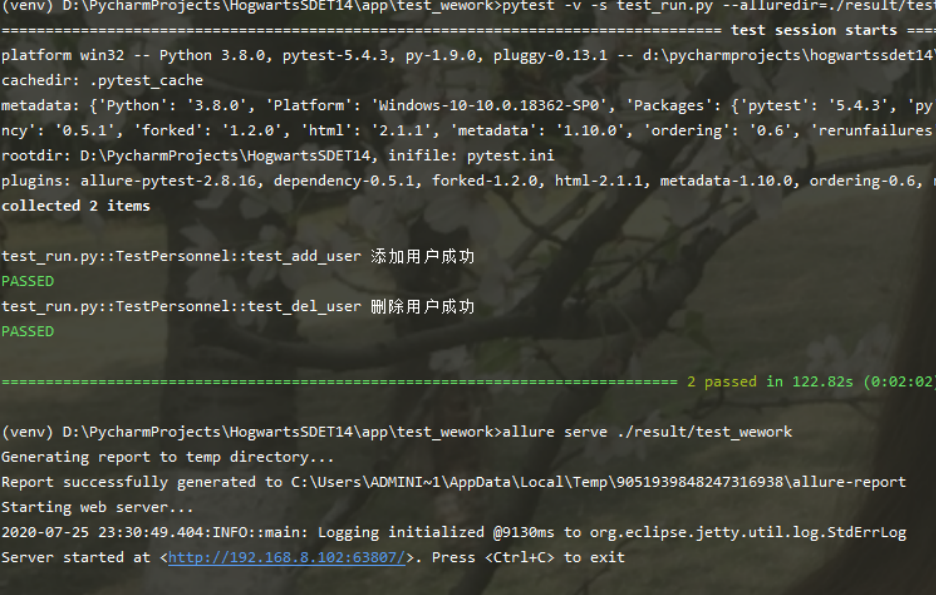 (venv) D:\PycharmProjects\HogwartsSDET14\app\test_wework>pytest -v -s test_run.py --alluredir=./result/test
============================================================================== test session starts ====
platform win32 -- Python 3.8.0, pytest-5.4.3, py-1.9.0, pluggy-0.13.1 -- d:\pycharmprojects\hogwartssdet14\
cachedir: .pytest_cache
metadata: {'Python': '3.8.0', 'Platform': 'Windows-10-10.0.18362-SP0', 'Packages': {'pytest': '5.4.3', 'py
ncy': '0.5.1', 'forked': '1.2.0', 'html': '2.1.1', 'metadata': '1.10.0', 'ordering': '0.6', 'rerunfailures
rootdir: D:\PycharmProjects\HogwartsSDET14, inifile: pytest.ini
plugins: allure-pytest-2.8.16, dependency-0.5.1, forked-1.2.0, html-2.1.1, metadata-1.10.0, ordering-0.6,
collected 2 items
test_run.py::TestPersonnel::test_add_user 添加用户成功
PASSED
test_run.py::TestPersonnel::test_del_user 删除用户成功
PASSED
============================================================================= 2 passed in 122.82s (0:02:02)
(venv) D:\PycharmProjects\HogwartsSDET14\app\test_wework>allure serve ./result/test_wework
Generating report to temp directory...
Report successfully generated to C:\Users\ADMINI~1\AppData\Local\Temp\9051939848247316938\allure-report
Starting web server...
2020-07-25 23:30:49.404:INFO::main: Logging initialized @9130ms to org.eclipse.jetty.util.log.StdErrLog
Server started at <http://192.168.8.102:63807/>. Press <Ctrl+C> to exit